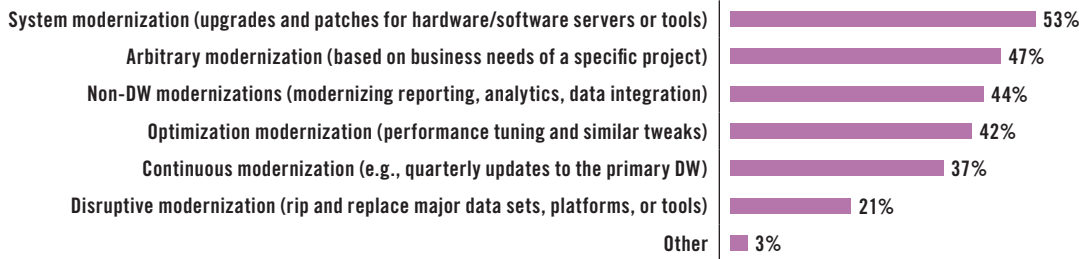 System modernization (upgrades and patches for hardware/software servers or tools) 53%
Arbitrary modernization (based on business needs of a specific project) 47%
Non-DW modernizations (modernizing reporting, analytics, data integration) 44%
Optimization modernization (performance tuning and similar tweaks) 42%
Continuous modernization (e.g., quarterly updates to the primary DW) 37%
Disruptive modernization (rip and replace major data sets, platforms, or tools) 21%
Other 3%